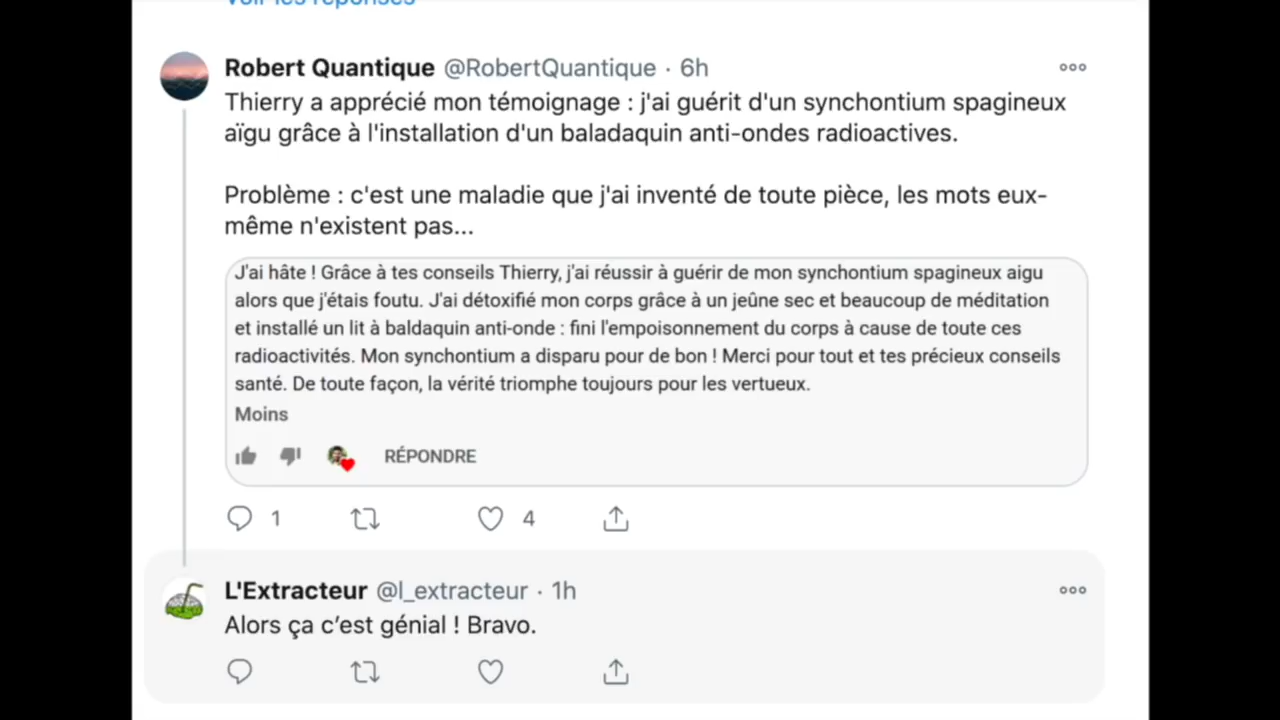 Voir les réponses
Robert Quantique @RobertQuantique · 6h
Thierry a apprécié mon témoignage : j'ai guérit d'un synchontium spagineux
aïgu grâce à l'installation d'un baladaquin anti-ondes radioactives.
Problème : c'est une maladie que j'ai inventé de toute pièce, les mots eux-
même n'existent pas...
J'ai hâte ! Grâce à tes conseils Thierry, j'ai réussir à guérir de mon synchontium spagineux aigu
alors que j'étais foutu. J'ai détoxifié mon corps grâce à un jeûne sec et beaucoup de méditation
et installé un lit à baldaquin anti-onde : fini l'empoisonnement du corps à cause de toute ces
radioactivités. Mon synchontium a disparu pour de bon ! Merci pour tout et tes précieux conseils
santé. De toute façon, la vérité triomphe toujours pour les vertueux.
Moins
RÉPONDRE
1 4
L'Extracteur @l_extracteur · 1h
Alors ça c’est génial ! Bravo.